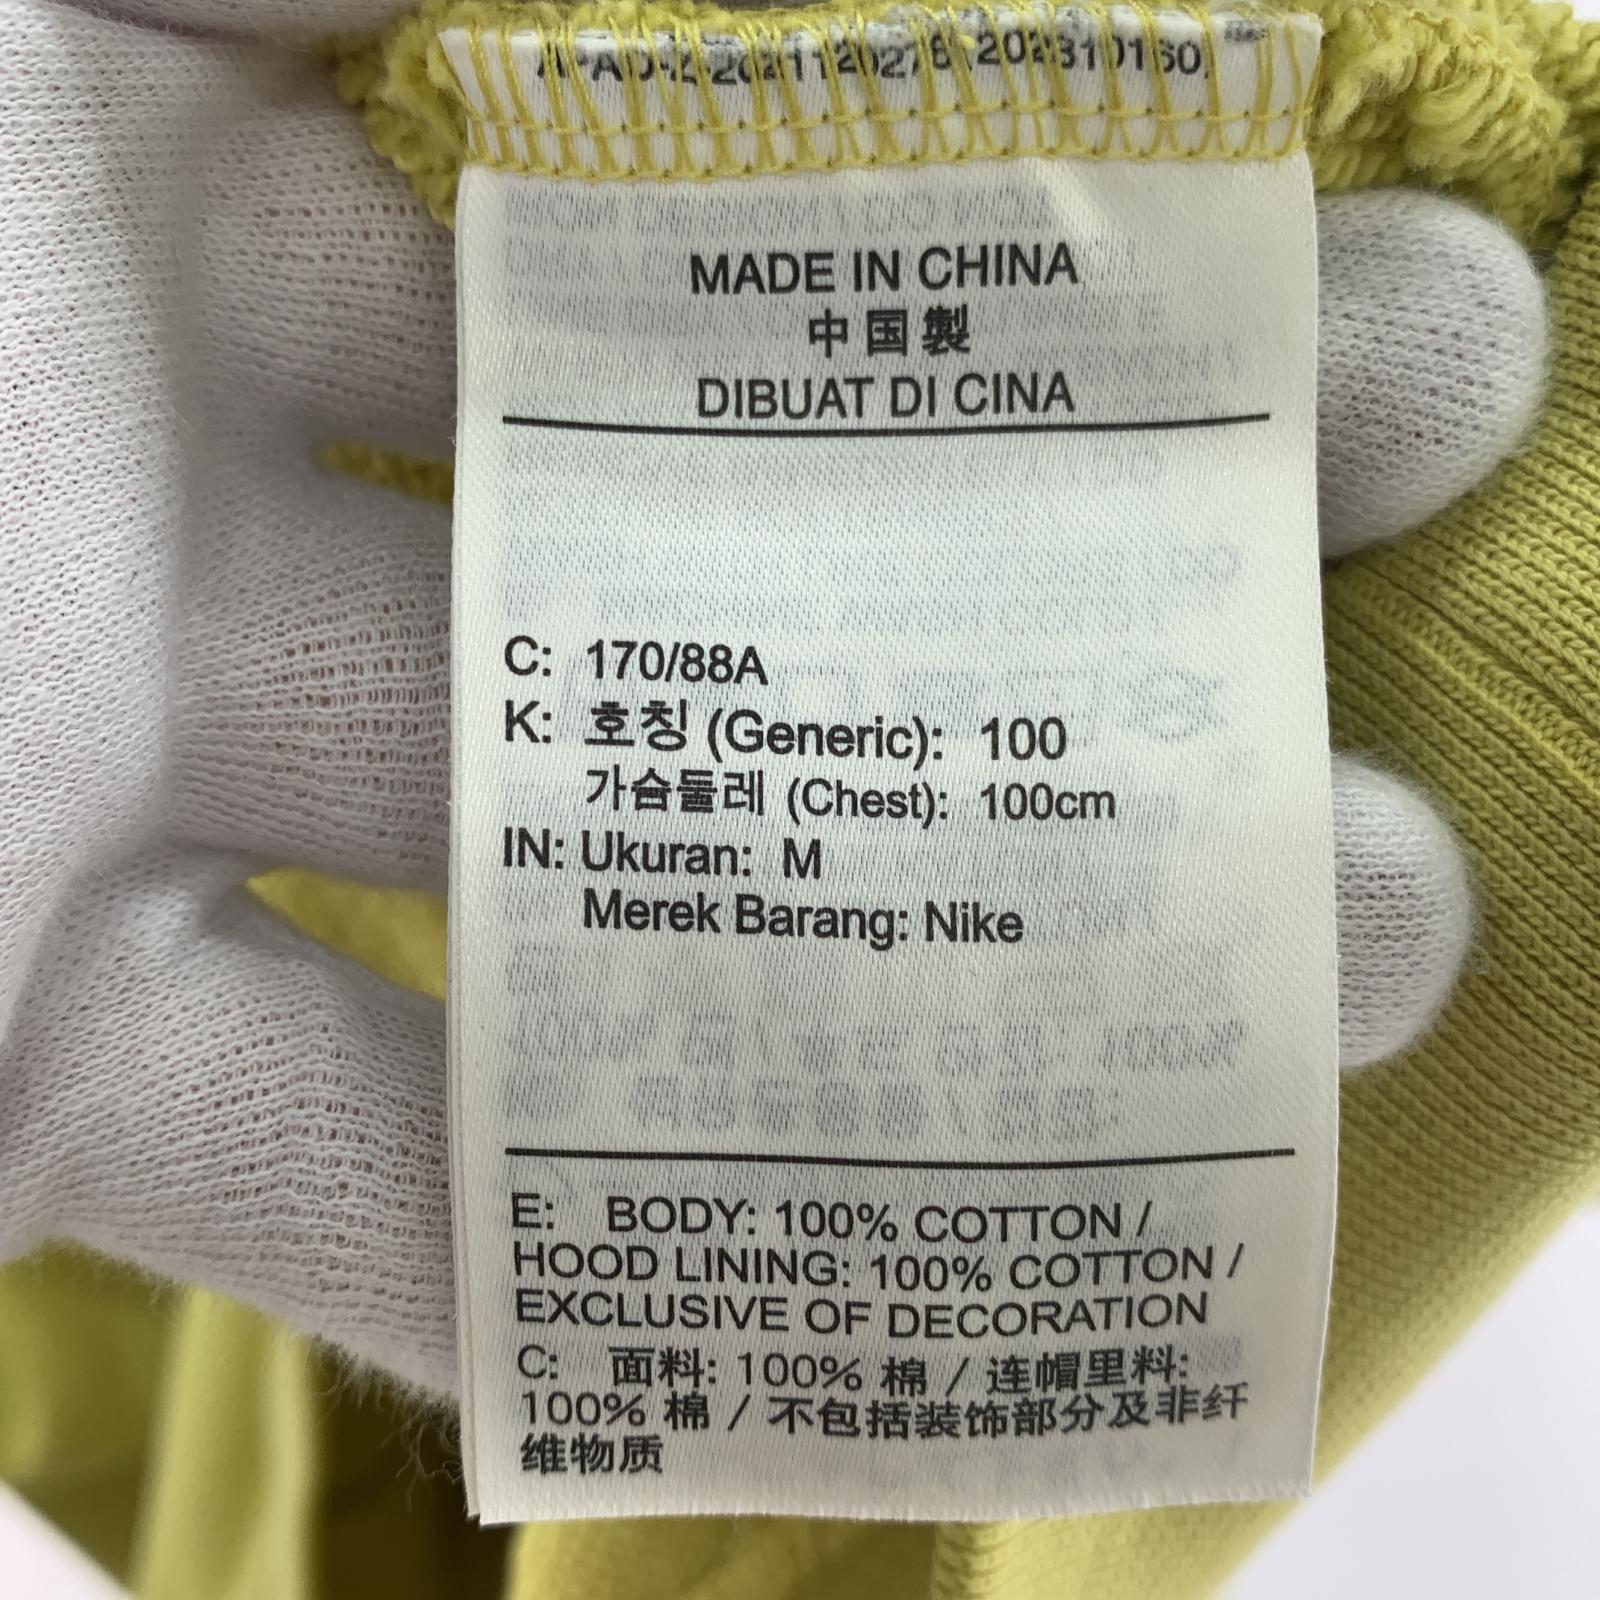 MADE IN CHINA
中国製
DIBUAT DI CINA
C: 170/88A
K: 호칭 (Generic): 100
가슴둘레 (Chest): 100cm
IN: Ukuran: M
Merek Barang: Nike
E: BODY: 100% COTTON /
HOOD LINING: 100% COTTON /
EXCLUSIVE OF DECORATION
C: 面料: 100% 棉 / 连帽里料:
100% 棉 / 不包括装饰部分及非纤
维物质